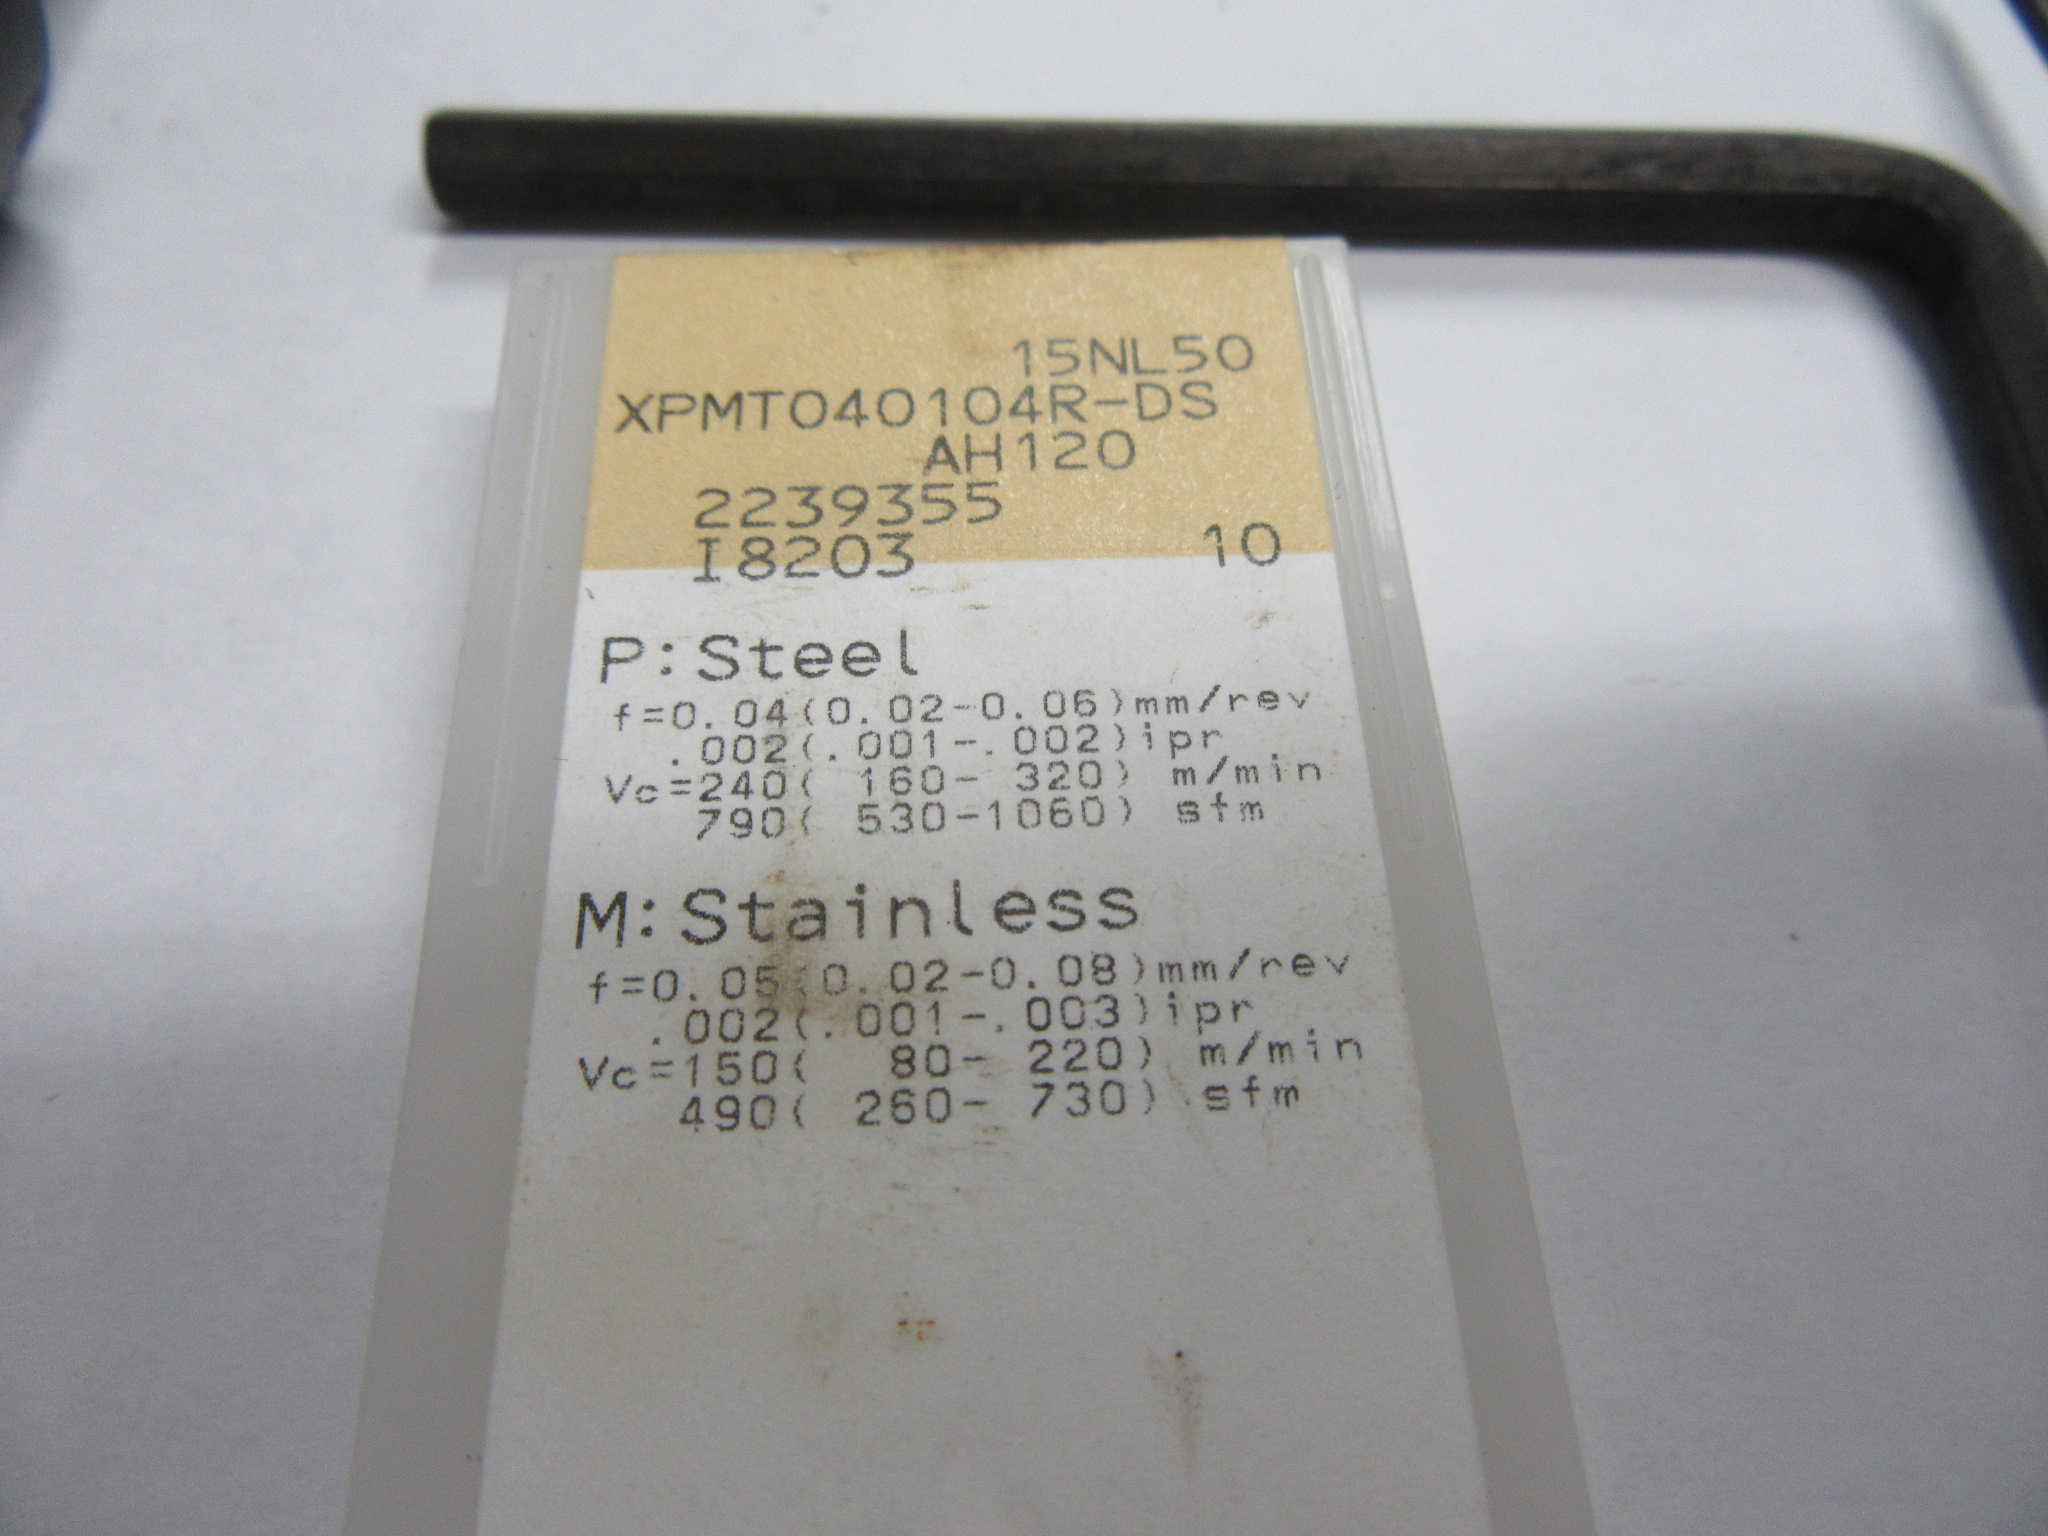 15NL50
XPMT040104R-DS
AH120
2239355
I8203 10
P:Steel
f=0.04(0.02-0.06)mm/rev
.002(.001-.002)ipr
Vc=240( 160- 320) m/min
790( 530-1060) sfm
M:Stainless
f=0.05(0.02-0.08)mm/rev
.002(.001-.003)ipr
Vc=150( 80- 220) m/min
490( 260- 730) sfm